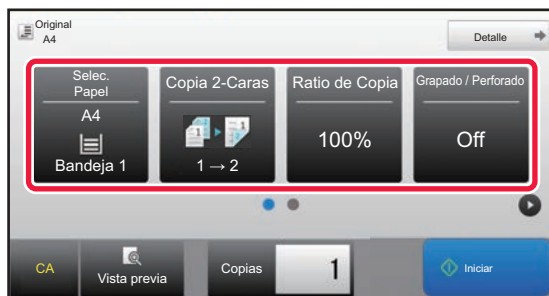 Original
A4
Detalle
Selec.
Papel
A4
Bandeja 1
Copia 2-Caras
1 → 2
Ratio de Copia
100%
Grapado / Perforado
Off
CA
Vista previa
Copias
1
Iniciar